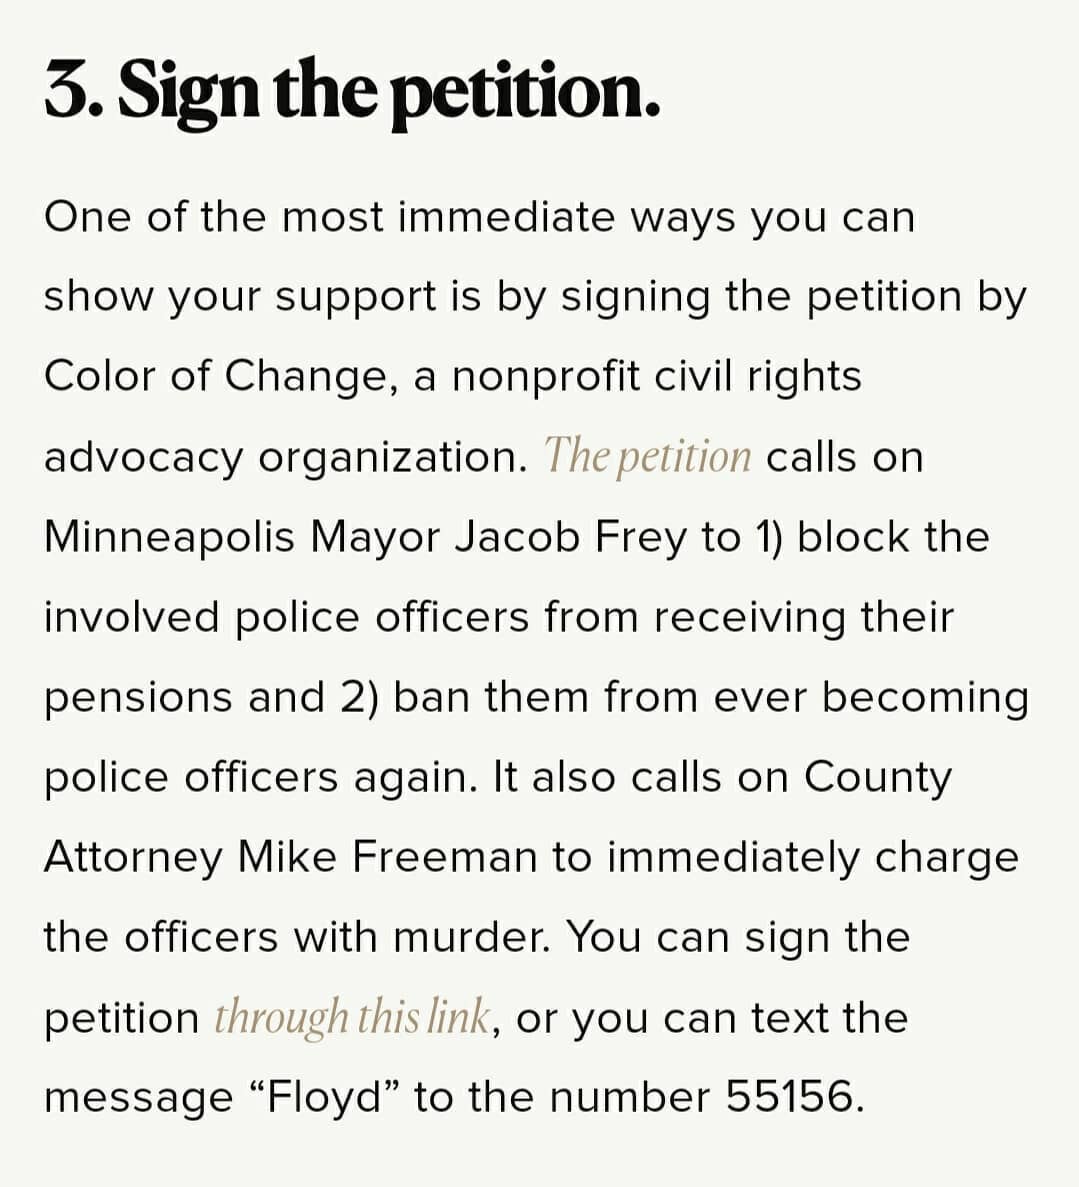 3. Sign the petition.
One of the most immediate ways you can
show your support is by signing the petition by
Color of Change, a nonprofit civil rights
advocacy organization. The petition calls on
Minneapolis Mayor Jacob Frey to 1) block the
involved police officers from receiving their
pensions and 2) ban them from ever becoming
police officers again. It also calls on County
Attorney Mike Freeman to immediately charge
the officers with murder. You can sign the
petition through this link, or you can text the
message “Floyd” to the number 55156.